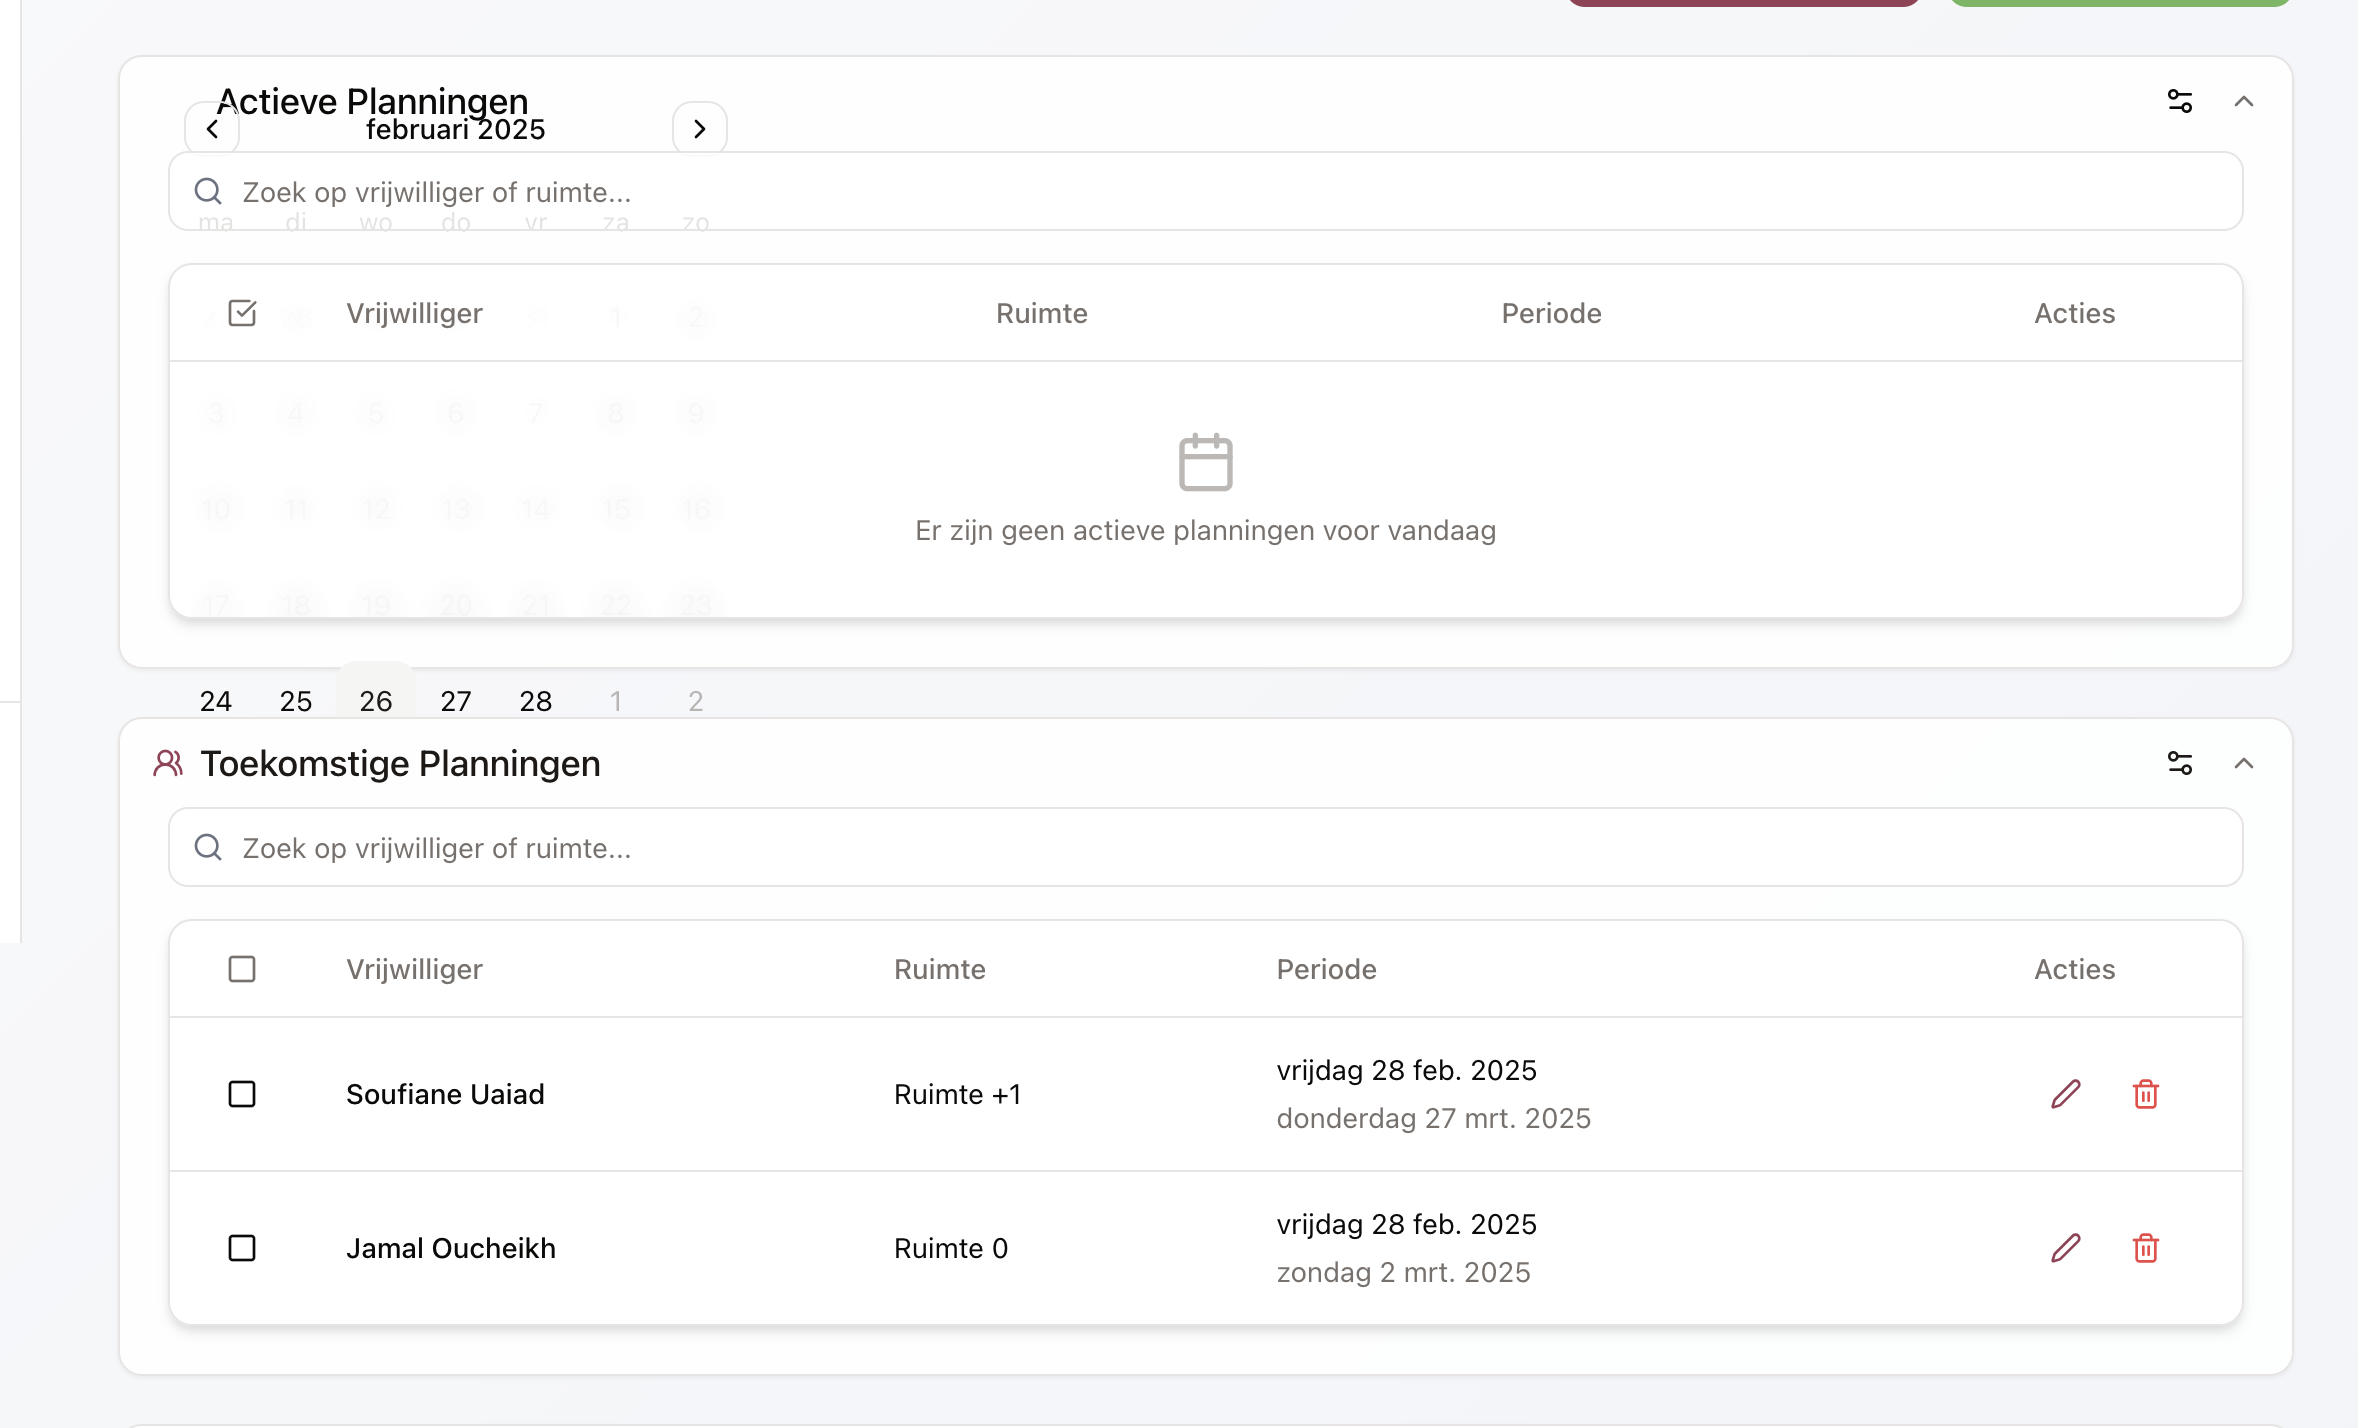 Actieve Planningen
februari 2025
Zoek op vrijwilliger of ruimte...
ma di wo do vr za zo
Vrijwilliger Ruimte Periode Acties
1 2
3 4 5 6 7 8 9
10 11 12 13 14 15 16
Er zijn geen actieve planningen voor vandaag
17 18 19 20 21 22 23
24 25 26 27 28 1 2
Toekomstige Planningen
Zoek op vrijwilliger of ruimte...
Vrijwilliger Ruimte Periode Acties
Soufiane Uaiad Ruimte +1 vrijdag 28 feb. 2025
donderdag 27 mrt. 2025
Jamal Oucheikh Ruimte 0 vrijdag 28 feb. 2025
zondag 2 mrt. 2025